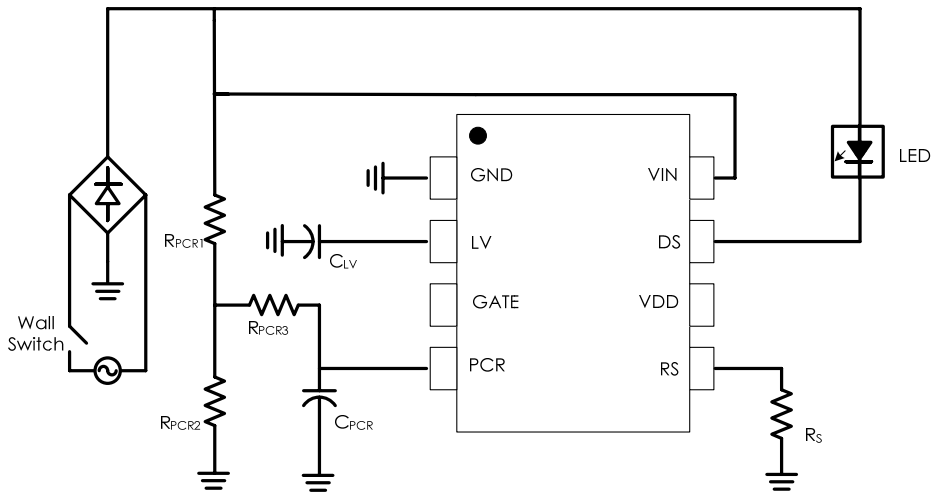 GND
VIN
LED
RPCR1
LV
DS
CLV
GATE
VDD
Wall
Switch
RPCR3
PCR
RS
RPCR2
CPCR
RS